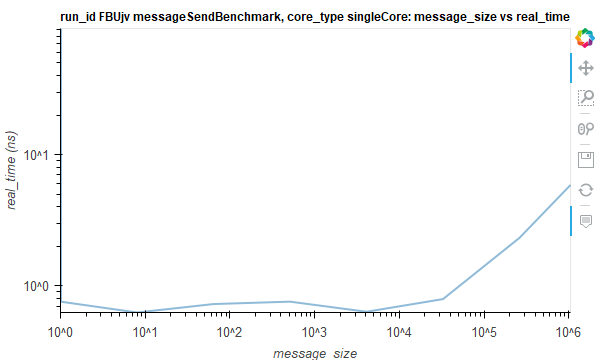 run_id FBUjv messageSendBenchmark, core_type singleCore: message_size vs real_time
real_time (ns)
10^1
10^0
10^0 10^1 10^2 10^3 10^4 10^5 10^6
message_size